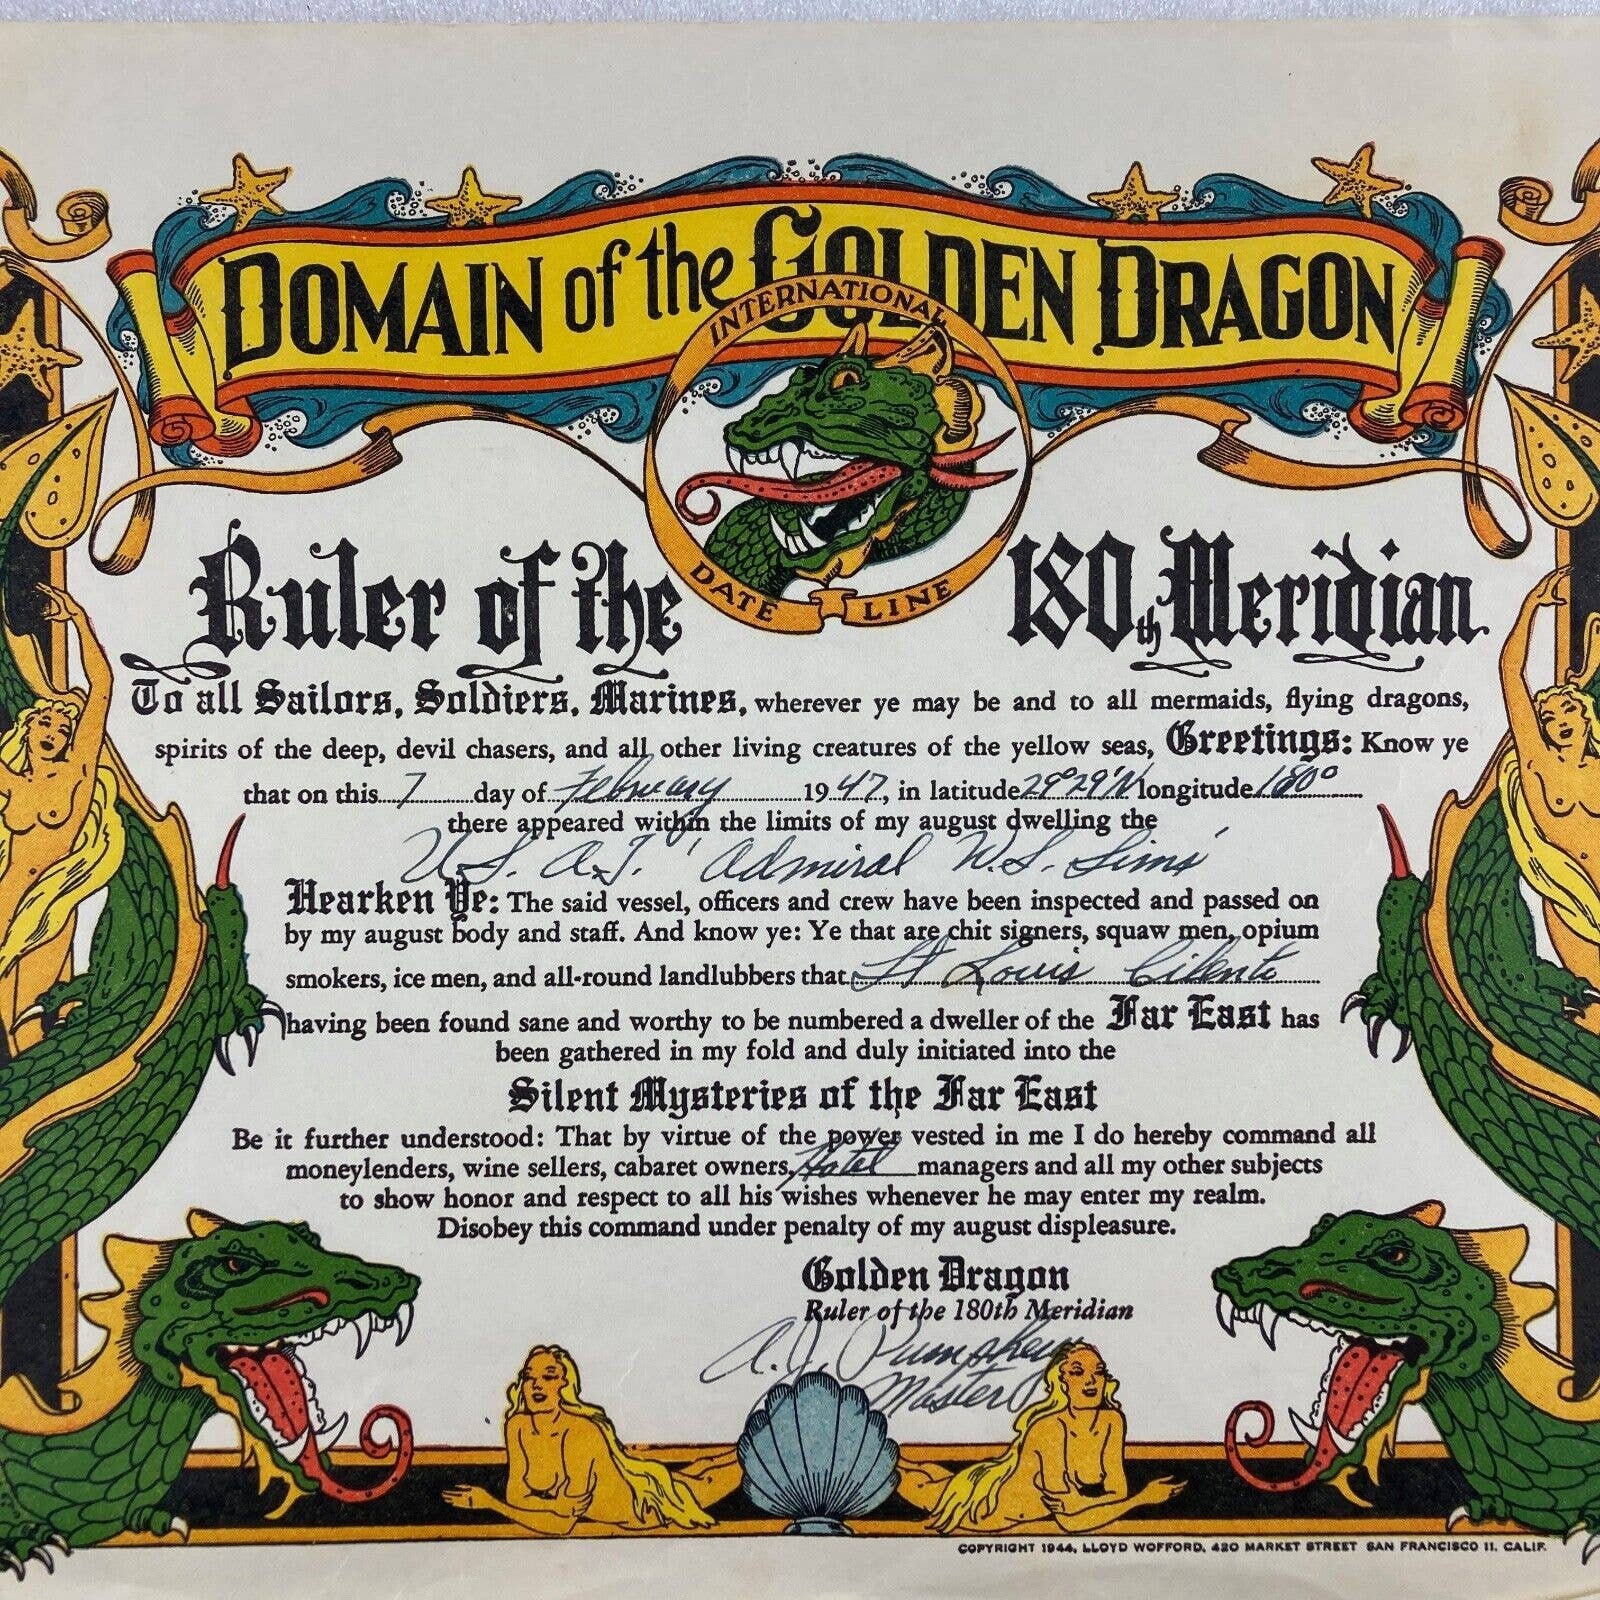 DOMAIN of the GOLDEN DRAGON
INTERNATIONAL
DATE LINE
Ruler of the 180th Meridian
To all Sailors, Soldiers, Marines, wherever ye may be and to all mermaids, flying dragons,
spirits of the deep, devil chasers, and all other living creatures of the yellow seas, Greetings: Know ye
that on this 7 day of February 1947, in latitude 29°29'N longitude 180°
there appeared within the limits of my august dwelling the
U.S.A.T. 'Admiral W.S. Sims'
Hearken Ye: The said vessel, officers and crew have been inspected and passed on
by my august body and staff. And know ye: Ye that are chit signers, squaw men, opium
smokers, ice men, and all-round landlubbers that Lt Louis Cilento
having been found sane and worthy to be numbered a dweller of the Far East has
been gathered in my fold and duly initiated into the
Silent Mysteries of the Far East
Be it further understood: That by virtue of the power vested in me I do hereby command all
moneylenders, wine sellers, cabaret owners, Hotel managers and all my other subjects
to show honor and respect to all his wishes whenever he may enter my realm.
Disobey this command under penalty of my august displeasure.
Golden Dragon
Ruler of the 180th Meridian
A.J. Pumphrey
Master
COPYRIGHT 1944, LLOYD WOFFORD, 420 MARKET STREET SAN FRANCISCO 11, CALIF.